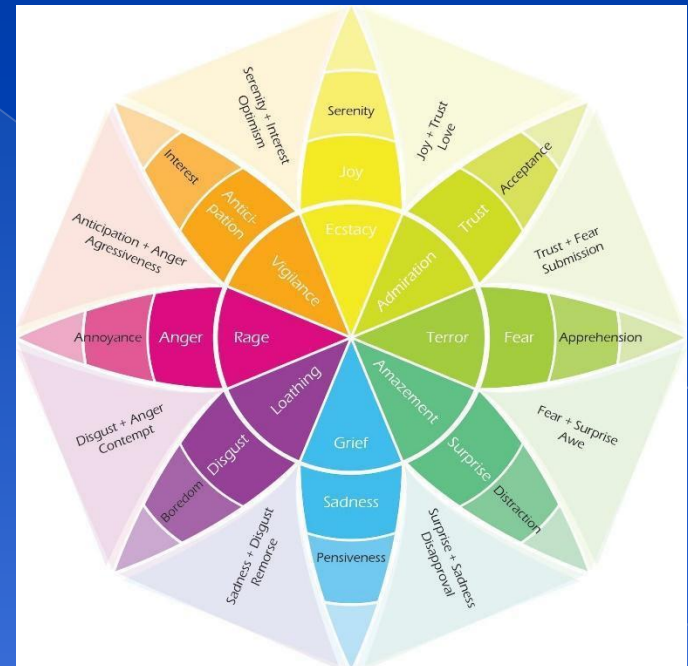 Serenity + Interest
Optimism
Joy + Trust
Love
Serenity
Joy
Ecstacy
Interest
Antici-
pation
Vigilance
Acceptance
Trust
Admiration
Anticipation + Anger
Agressiveness
Trust + Fear
Submission
Annoyance
Anger
Rage
Terror
Fear
Apprehension
Disgust + Anger
Contempt
Fear + Surprise
Awe
Loathing
Disgust
Boredom
Amazement
Surprise
Distraction
Grief
Sadness
Pensiveness
Sadness + Disgust
Remorse
Surprise + Sadness
Disapproval